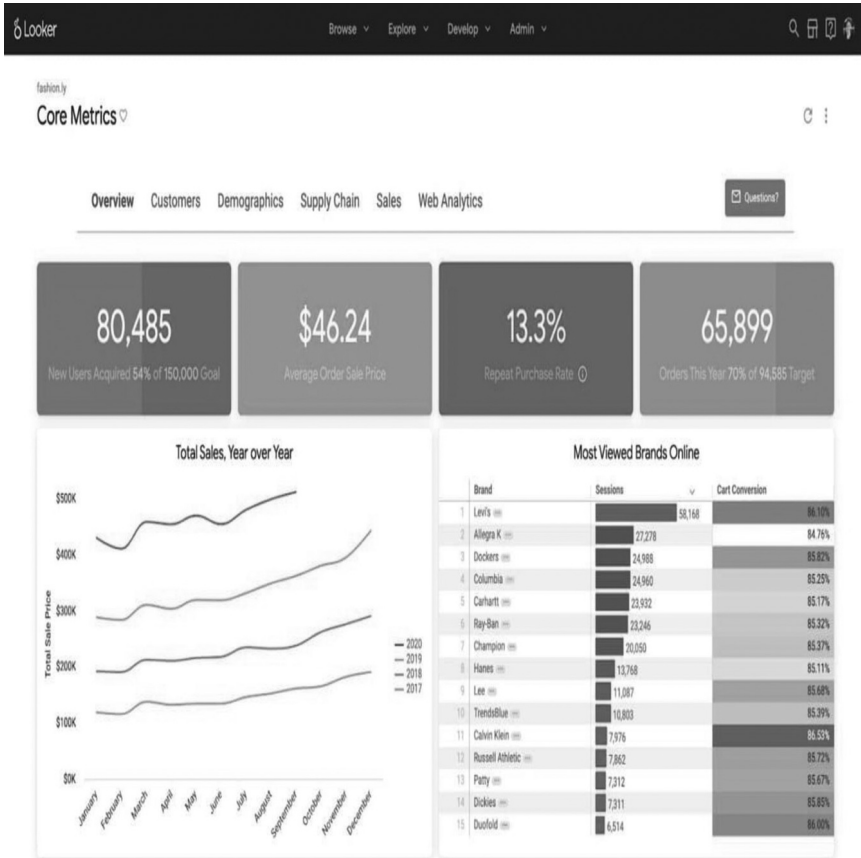 Looker
Browse Explore Develop Admin
fashion.ly
Core Metrics
Overview Customers Demographics Supply Chain Sales Web Analytics
Questions?
80,485
New Users Acquired 54% of 150,000 Goal
$46.24
Average Order Sale Price
13.3%
Repeat Purchase Rate
65,899
Orders This Year 70% of 94,585 Target
Total Sales, Year over Year
Total Sale Price
$500K
$400K
$300K
$200K
$100K
$0K
January
February
March
April
May
June
July
August
September
October
November
December
2020
2019
2018
2017
Most Viewed Brands Online
Brand Sessions Cart Conversion
1 Levi's 58,168 86.10%
2 Allegra K 27,278 84.76%
3 Dockers 24,988 85.82%
4 Columbia 24,960 85.25%
5 Carhartt 23,932 85.17%
6 Ray-Ban 23,246 85.32%
7 Champion 20,050 85.37%
8 Hanes 13,768 85.11%
9 Lee 11,087 85.68%
10 TrendsBlue 10,803 85.39%
11 Calvin Klein 7,976 86.53%
12 Russell Athletic 7,862 85.72%
13 Patty 7,312 85.67%
14 Dickies 7,311 85.85%
15 Duofold 6,514 86.00%